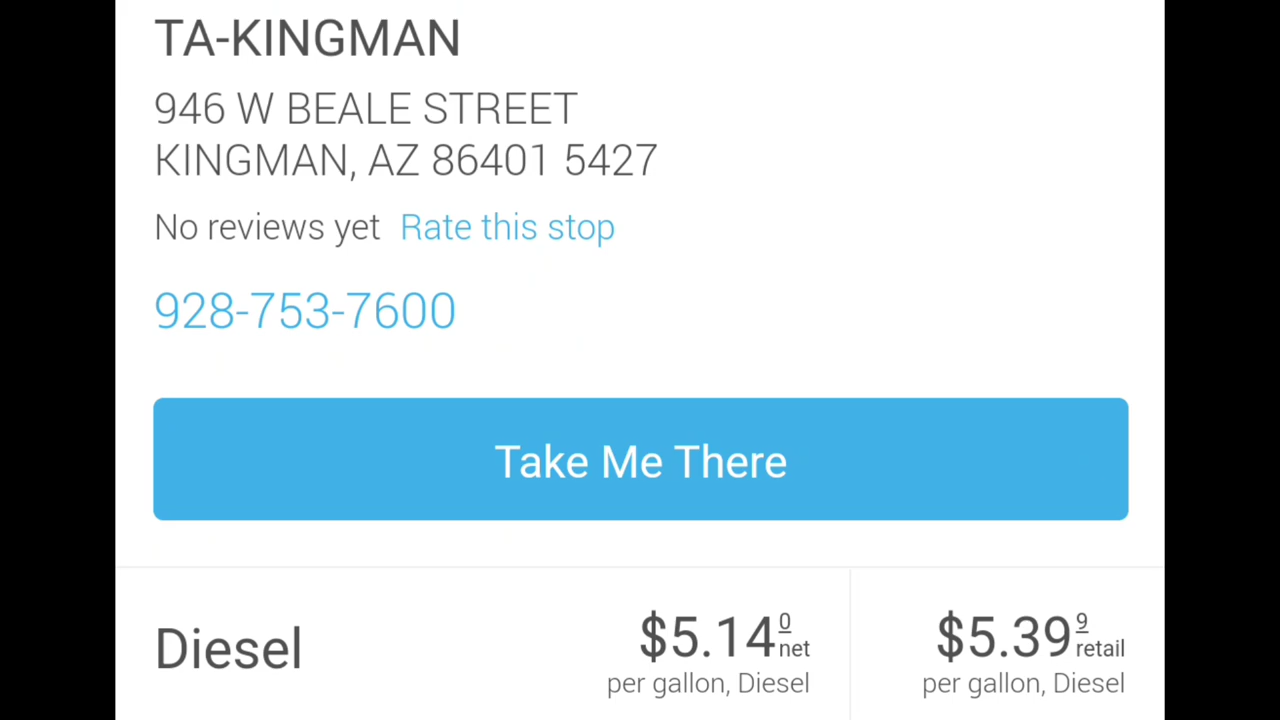 TA-KINGMAN
946 W BEALE STREET
KINGMAN, AZ 86401 5427
No reviews yet Rate this stop
928-753-7600
Take Me There
Diesel $5.14 0 net $5.39 9 retail
per gallon, Diesel per gallon, Diesel